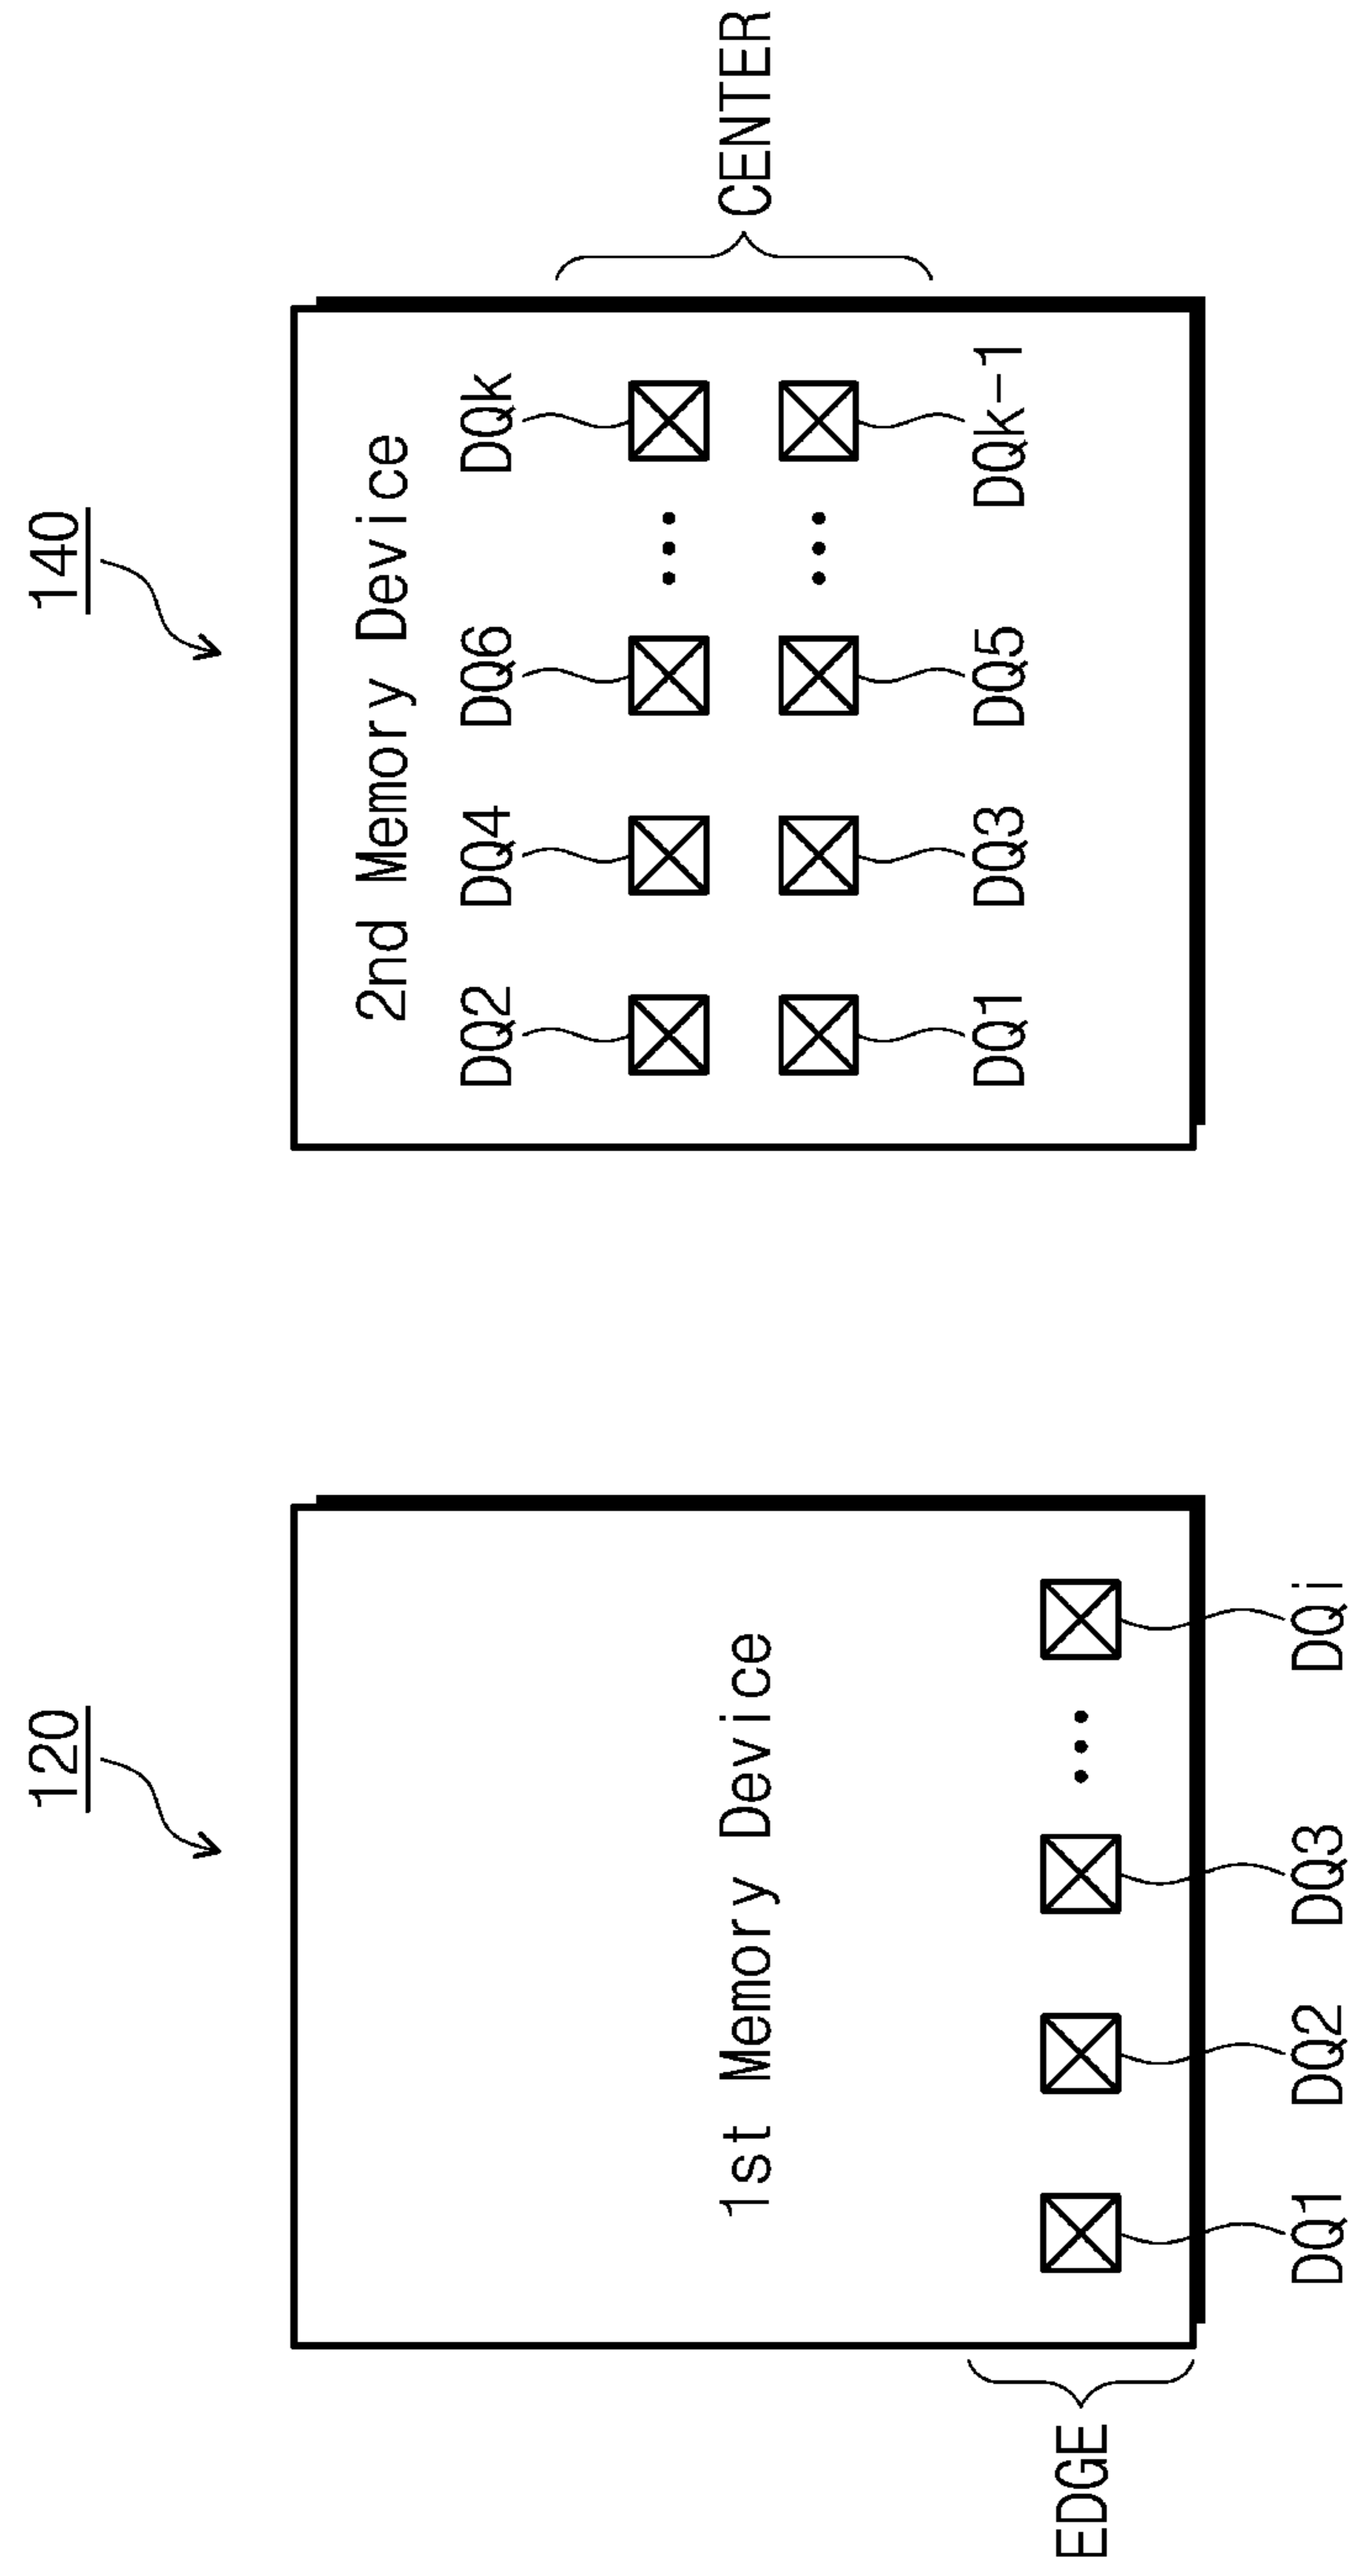 120
1st Memory Device
EDGE
DQ1 DQ2 DQ3 ••• DQi
140
2nd Memory Device
DQ2 DQ4 DQ6 DQk
•••
•••
DQ1 DQ3 DQ5 DQk-1
CENTER